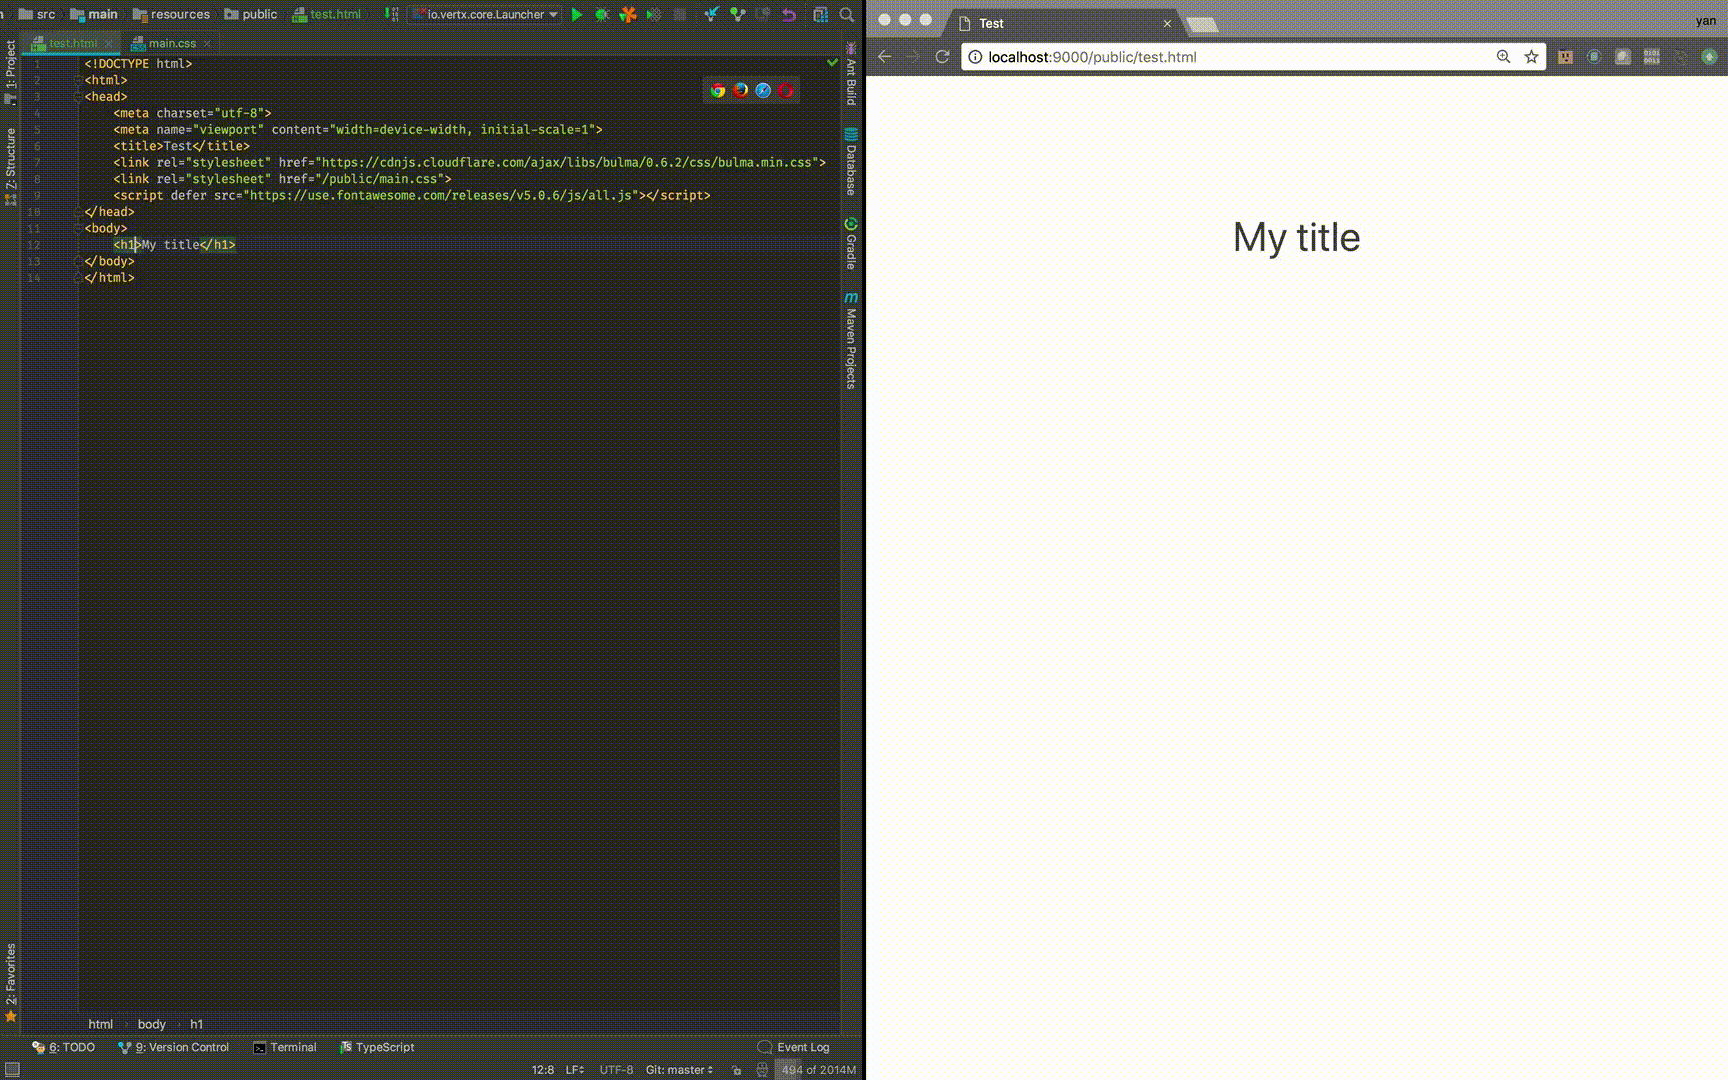 src main resources public test.html io.vertx.core.Launcher
test.html main.css
1: Project
Z: Structure
2: Favorites
1 <!DOCTYPE html>
2 <html>
3 <head>
4 <meta charset="utf-8">
5 <meta name="viewport" content="width=device-width, initial-scale=1">
6 <title>Test</title>
7 <link rel="stylesheet" href="https://cdnjs.cloudflare.com/ajax/libs/bulma/0.6.2/css/bulma.min.css">
8 <link rel="stylesheet" href="/public/main.css">
9 <script defer src="https://use.fontawesome.com/releases/v5.0.6/js/all.js"></script>
10 </head>
11 <body>
12 <h1>My title</h1>
13 </body>
14 </html>
Ant Build
Database
Gradle
Maven Projects
html body h1
6: TODO 9: Version Control Terminal TypeScript Event Log
12:8 LF UTF-8 Git: master 494 of 2014M
Test
yan
localhost:9000/public/test.html
My title